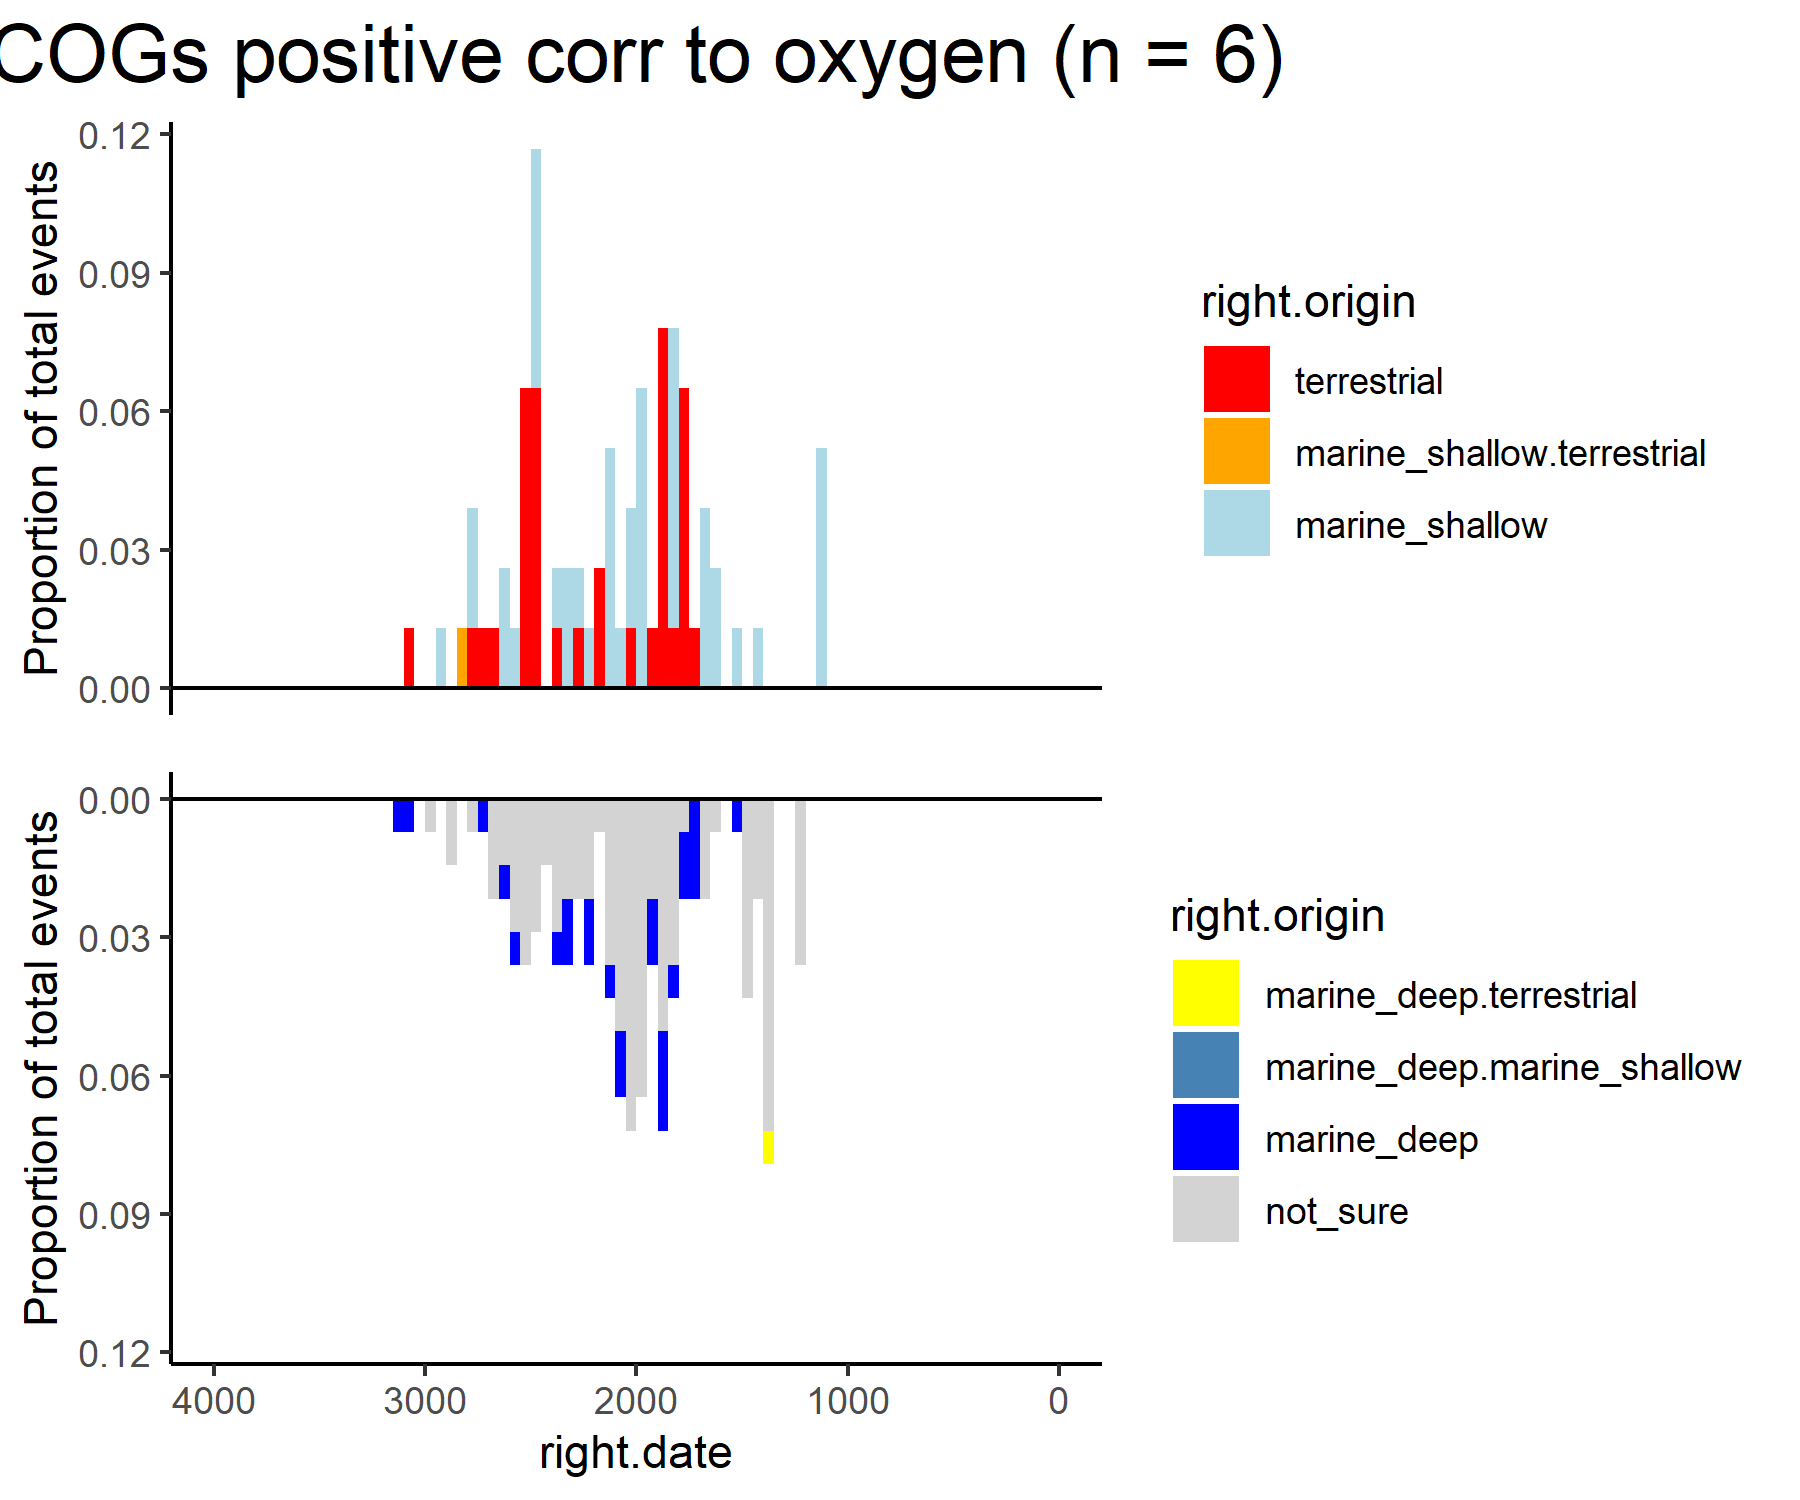 COGs positive corr to oxygen (n = 6)
Proportion of total events
0.12
0.09
0.06
0.03
0.00
right.origin
terrestrial
marine_shallow.terrestrial
marine_shallow
Proportion of total events
0.00
0.03
0.06
0.09
0.12
4000 3000 2000 1000 0
right.date
right.origin
marine_deep.terrestrial
marine_deep.marine_shallow
marine_deep
not_sure